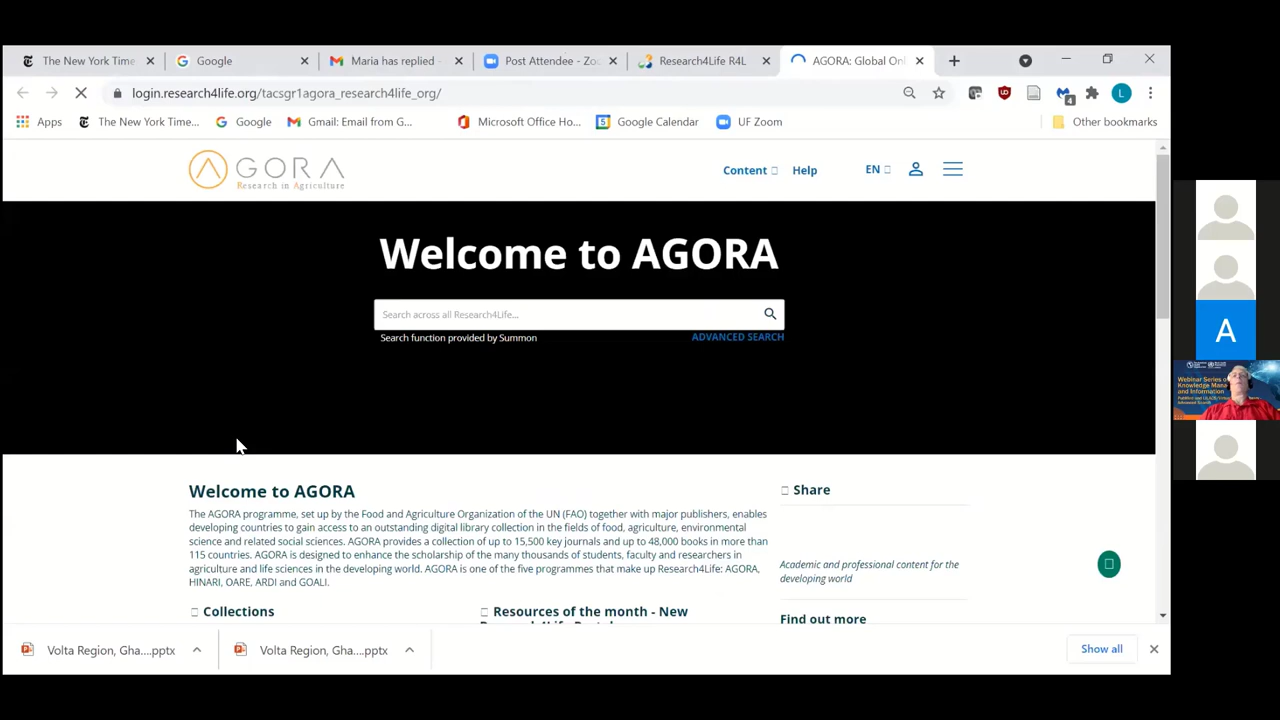 The New York Time
Google
Maria has replied -
Post Attendee - Zo
Research4Life R4L
AGORA: Global Onl
login.research4life.org/tacsgr1agora_research4life_org/
4
L
Apps
The New York Time...
Google
Gmail: Email from G...
Microsoft Office Ho...
5
Google Calendar
UF Zoom
Other bookmarks
AGORA
Research in Agriculture
Content
Help
EN
Welcome to AGORA
Search across all Research4Life...
Search function provided by Summon
ADVANCED SEARCH
A
Webinar Series o
Knowledge Mana
and Information
Welcome to AGORA
The AGORA programme, set up by the Food and Agriculture Organization of the UN (FAO) together with major publishers, enables
developing countries to gain access to an outstanding digital library collection in the fields of food, agriculture, environmental
science and related social sciences. AGORA provides a collection of up to 15,500 key journals and up to 48,000 books in more than
115 countries. AGORA is designed to enhance the scholarship of the many thousands of students, faculty and researchers in
agriculture and life sciences in the developing world. AGORA is one of the five programmes that make up Research4Life: AGORA,
HINARI, OARE, ARDI and GOALI.
Share
Academic and professional content for the
developing world
Find out more
Collections
Resources of the month - New
Volta Region, Gha....pptx
Volta Region, Gha....pptx
Show all